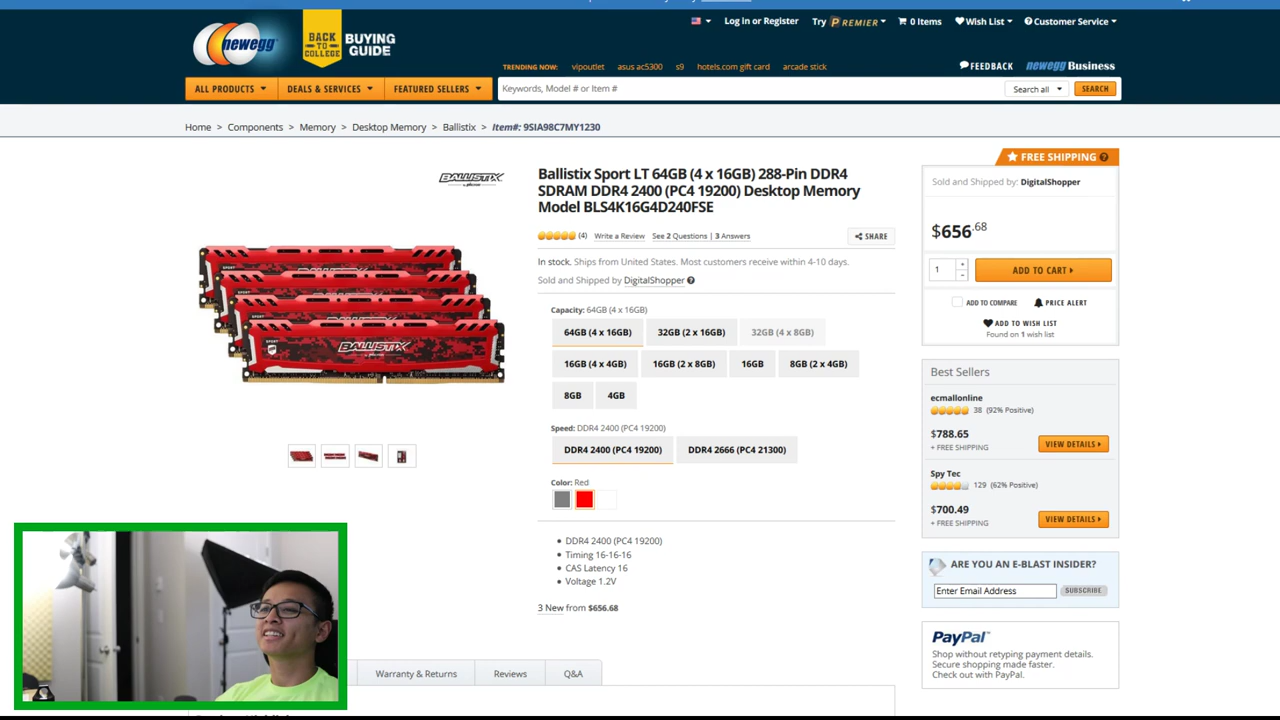 Log in or Register
Try PREMIER
0 Items
Wish List
Customer Service
newegg
BACK TO COLLEGE
BUYING GUIDE
TRENDING NOW: vipoutlet asus ac5300 s9 hotels.com gift card arcade stick
FEEDBACK
newegg Business
ALL PRODUCTS
DEALS & SERVICES
FEATURED SELLERS
Keywords, Model # or Item #
Search all
SEARCH
Home > Components > Memory > Desktop Memory > Ballistix > Item#: 9SIA98C7MY1230
BALLISTIX
BALLISTIX
Ballistix Sport LT 64GB (4 x 16GB) 288-Pin DDR4
SDRAM DDR4 2400 (PC4 19200) Desktop Memory
Model BLS4K16G4D240FSE
(4) Write a Review See 2 Questions | 3 Answers
SHARE
In stock. Ships from United States. Most customers receive within 4-10 days.
Sold and Shipped by DigitalShopper
Capacity: 64GB (4 x 16GB)
64GB (4 x 16GB) 32GB (2 x 16GB) 32GB (4 x 8GB)
16GB (4 x 4GB) 16GB (2 x 8GB) 16GB 8GB (2 x 4GB)
8GB 4GB
Speed: DDR4 2400 (PC4 19200)
DDR4 2400 (PC4 19200) DDR4 2666 (PC4 21300)
Color: Red
• DDR4 2400 (PC4 19200)
• Timing 16-16-16
• CAS Latency 16
• Voltage 1.2V
3 New from $656.68
FREE SHIPPING
Sold and Shipped by: DigitalShopper
$656.68
1
ADD TO CART
ADD TO COMPARE
PRICE ALERT
ADD TO WISH LIST
Found on 1 wish list
Best Sellers
ecmallonline
38 (92% Positive)
$788.65
+ FREE SHIPPING
VIEW DETAILS
Spy Tec
129 (62% Positive)
$700.49
+ FREE SHIPPING
VIEW DETAILS
ARE YOU AN E-BLAST INSIDER?
Enter Email Address
SUBSCRIBE
PayPal
Shop without retyping payment details.
Secure shopping made faster.
Check out with PayPal.
Warranty & Returns
Reviews
Q&A